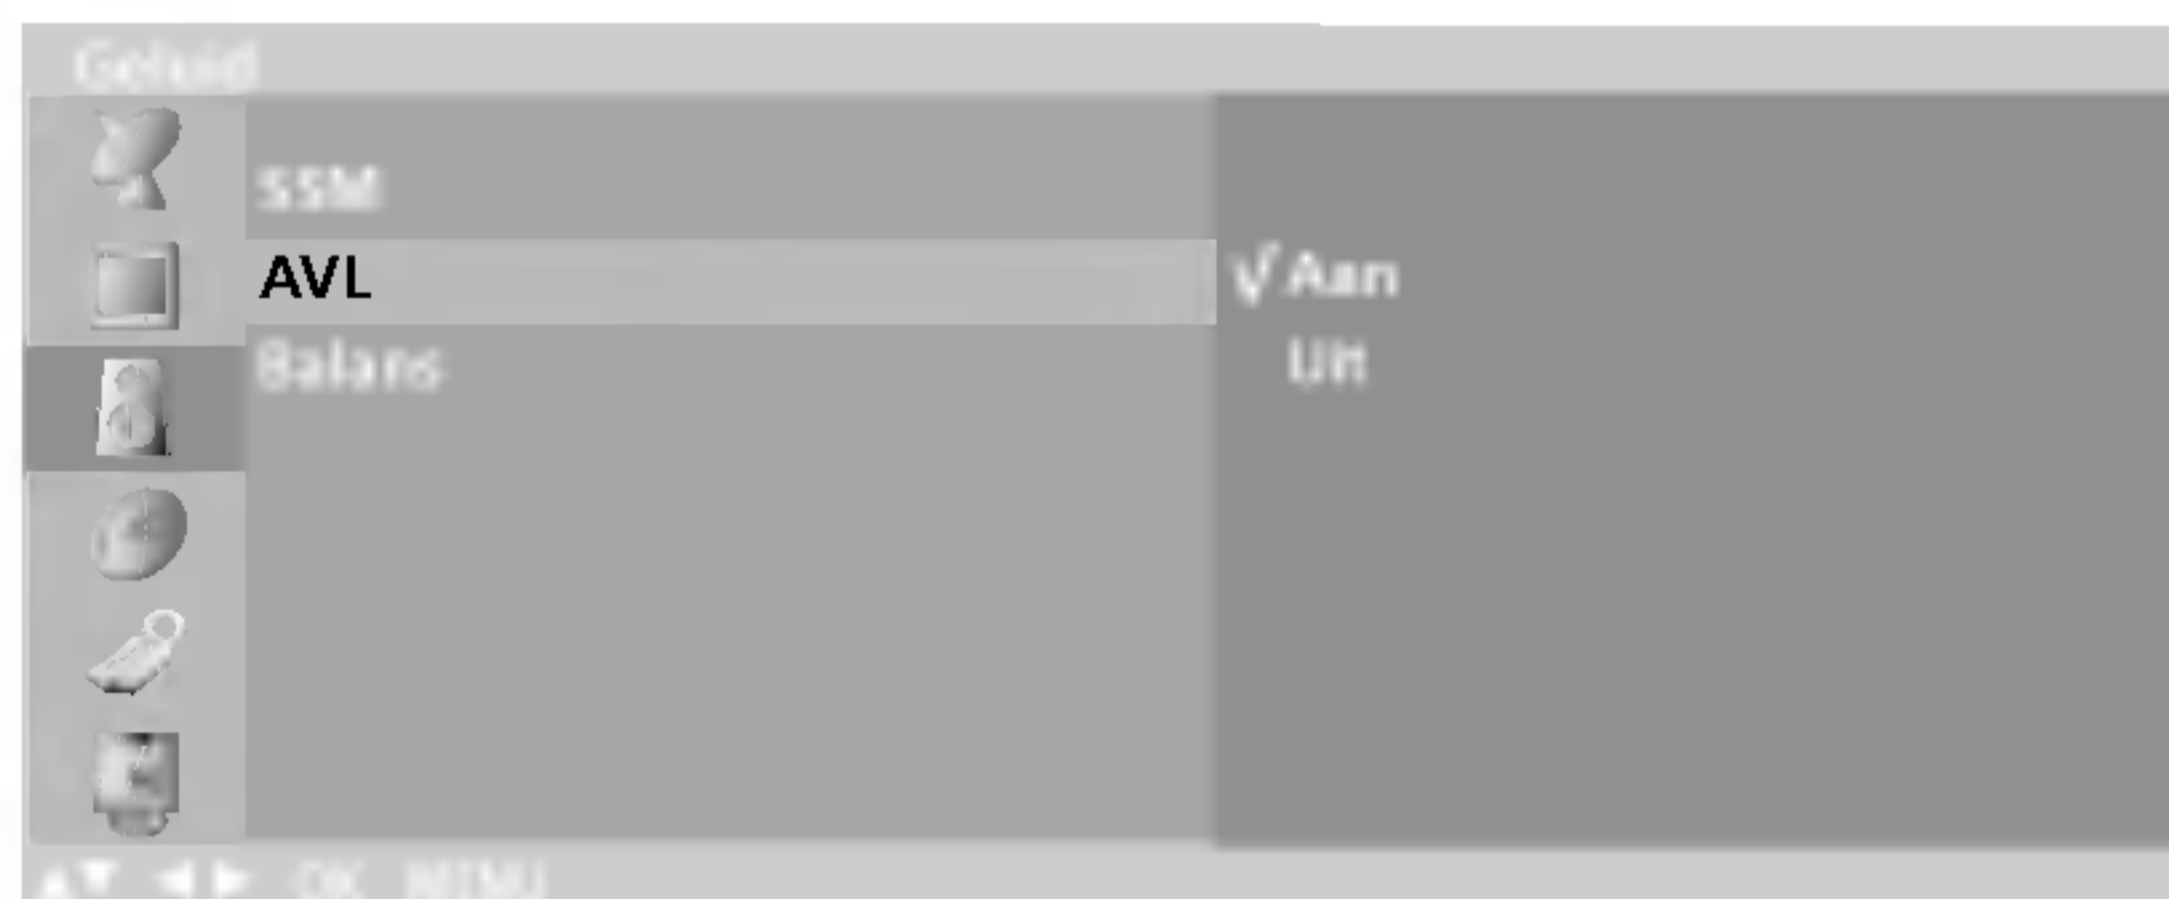 Geluid
SSM
AVL
√ Aan
Balans
Uit
▲▼ ◄► OK MENU